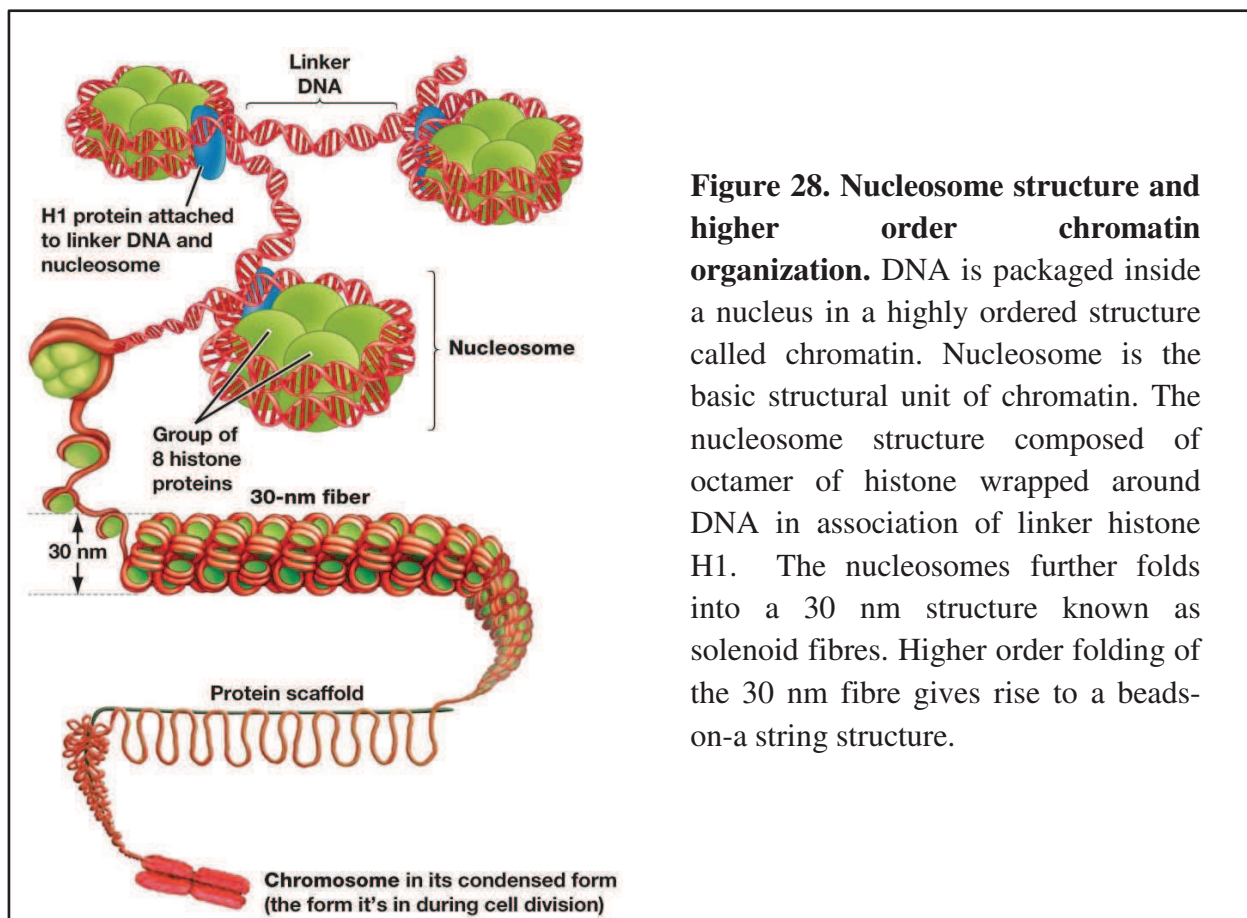 Linker
DNA
H1 protein attached
to linker DNA and
nucleosome
Nucleosome
Group of
8 histone
proteins
30-nm fiber
30 nm
Protein scaffold
Chromosome in its condensed form
(the form it's in during cell division)
Figure 28. Nucleosome structure and
higher order chromatin
organization. DNA is packaged inside
a nucleus in a highly ordered structure
called chromatin. Nucleosome is the
basic structural unit of chromatin. The
nucleosome structure composed of
octamer of histone wrapped around
DNA in association of linker histone
H1. The nucleosomes further folds
into a 30 nm structure known as
solenoid fibres. Higher order folding of
the 30 nm fibre gives rise to a beads-
on-a string structure.